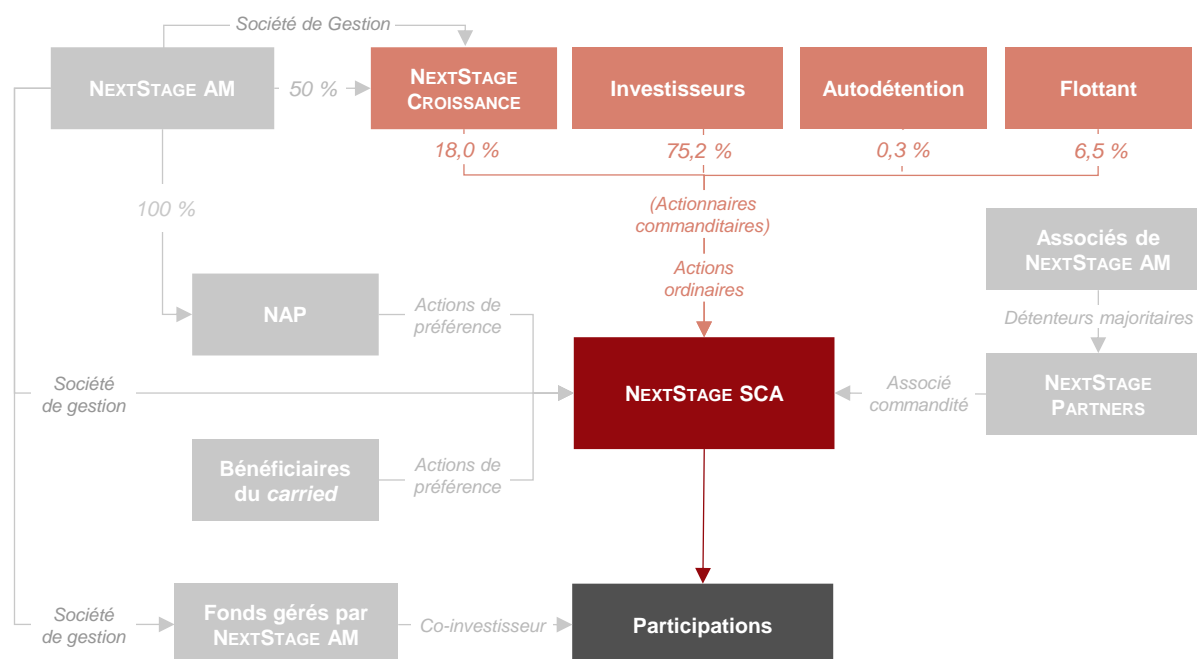 Société de Gestion
NEXTSTAGE AM
50 %
NEXTSTAGE
CROISSANCE
Investisseurs
Autodétention
Flottant
18,0 %
75,2 %
0,3 %
6,5 %
100 %
(Actionnaires
commanditaires)
Actions
ordinaires
Associés de
NEXTSTAGE AM
Détenteurs majoritaires
NAP
Actions de
préférence
Société
de gestion
NEXTSTAGE SCA
Associé
commandité
NEXTSTAGE
PARTNERS
Bénéficiaires
du carried
Actions de
préférence
Société
de gestion
Fonds gérés par
NEXTSTAGE AM
Co-investisseur
Participations